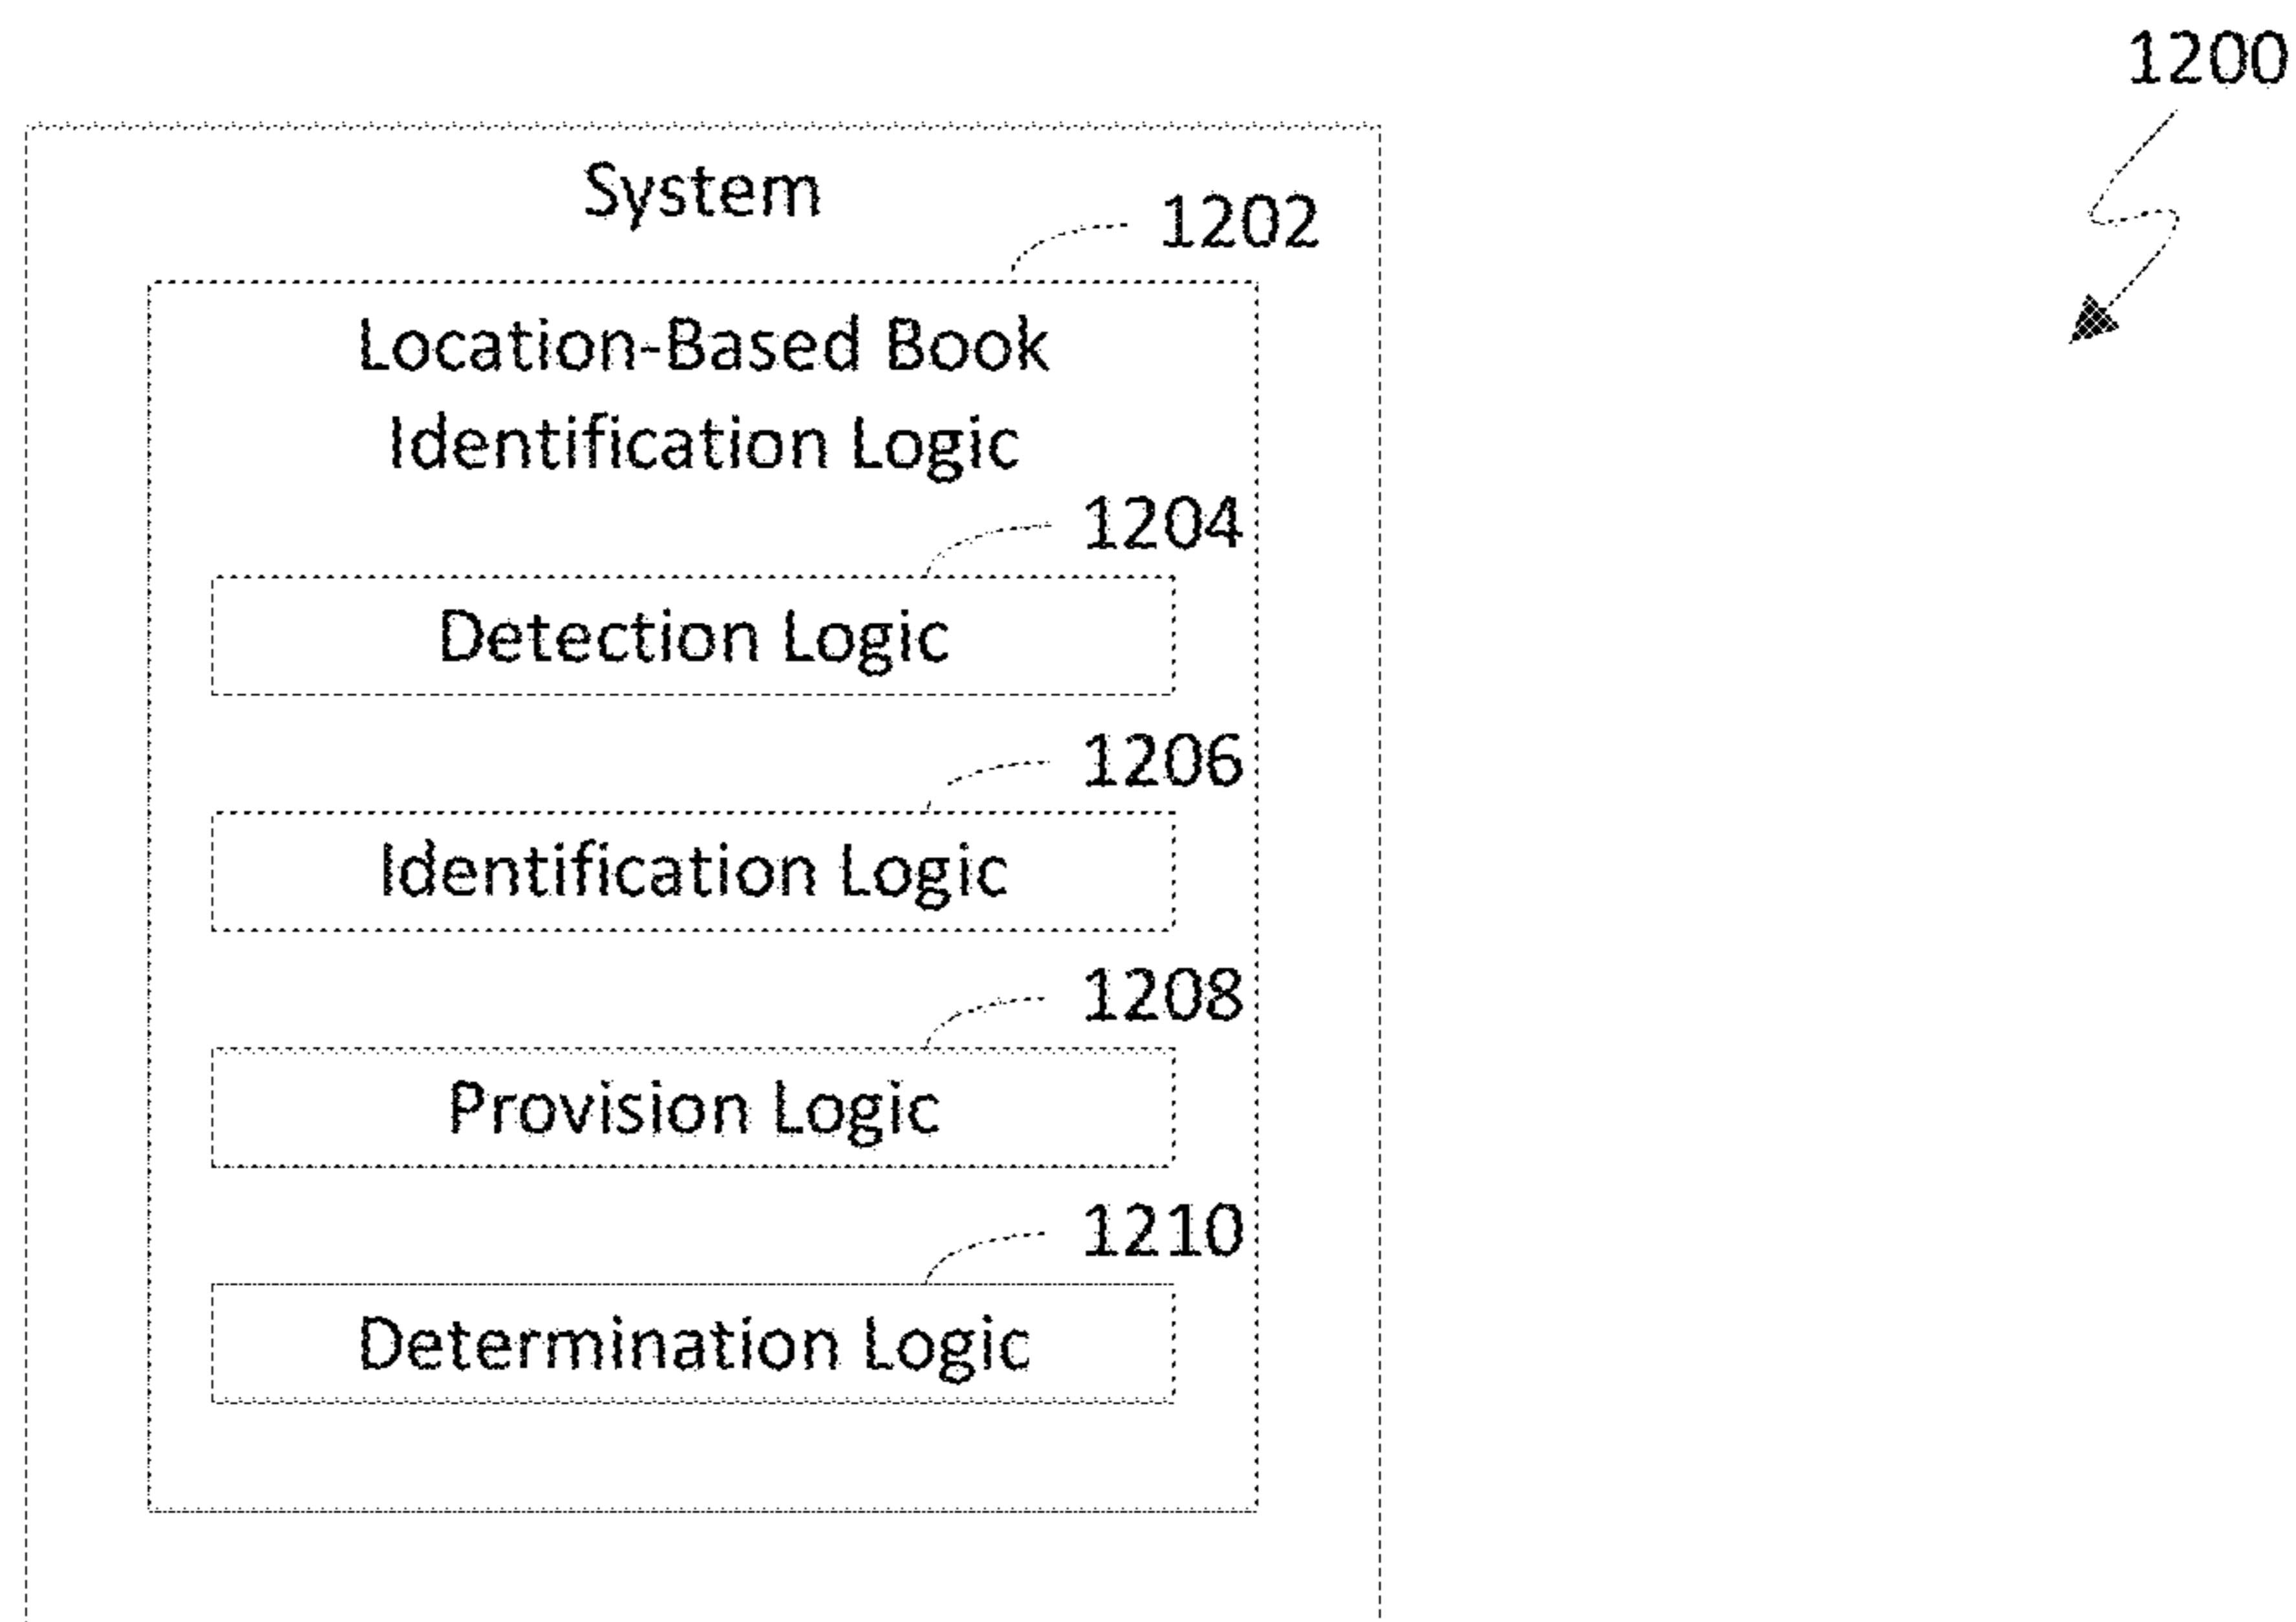 1200
System
1202
Location-Based Book
Identification Logic
1204
Detection Logic
1206
Identification Logic
1208
Provision Logic
1210
Determination Logic